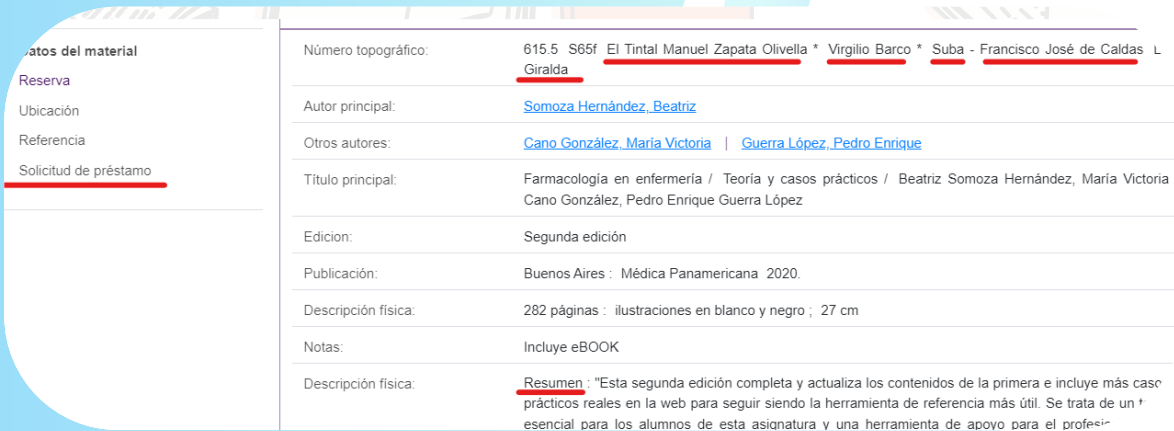 Datos del material
Reserva
Ubicación
Referencia
Solicitud de préstamo
Número topográfico: 615.5 S65f El Tintal Manuel Zapata Olivella * Virgilio Barco * Suba - Francisco José de Caldas
Giralda
Autor principal: Somoza Hernández, Beatriz
Otros autores: Cano González, María Victoria | Guerra López, Pedro Enrique
Título principal: Farmacología en enfermería / Teoría y casos prácticos / Beatriz Somoza Hernández, María Victoria
Cano González, Pedro Enrique Guerra López
Edicion: Segunda edición
Publicación: Buenos Aires : Médica Panamericana 2020.
Descripción física: 282 páginas : ilustraciones en blanco y negro ; 27 cm
Notas: Incluye eBOOK
Descripción física: Resumen : "Esta segunda edición completa y actualiza los contenidos de la primera e incluye más caso
prácticos reales en la web para seguir siendo la herramienta de referencia más útil. Se trata de un
esencial para los alumnos de esta asignatura y una herramienta de apoyo para el